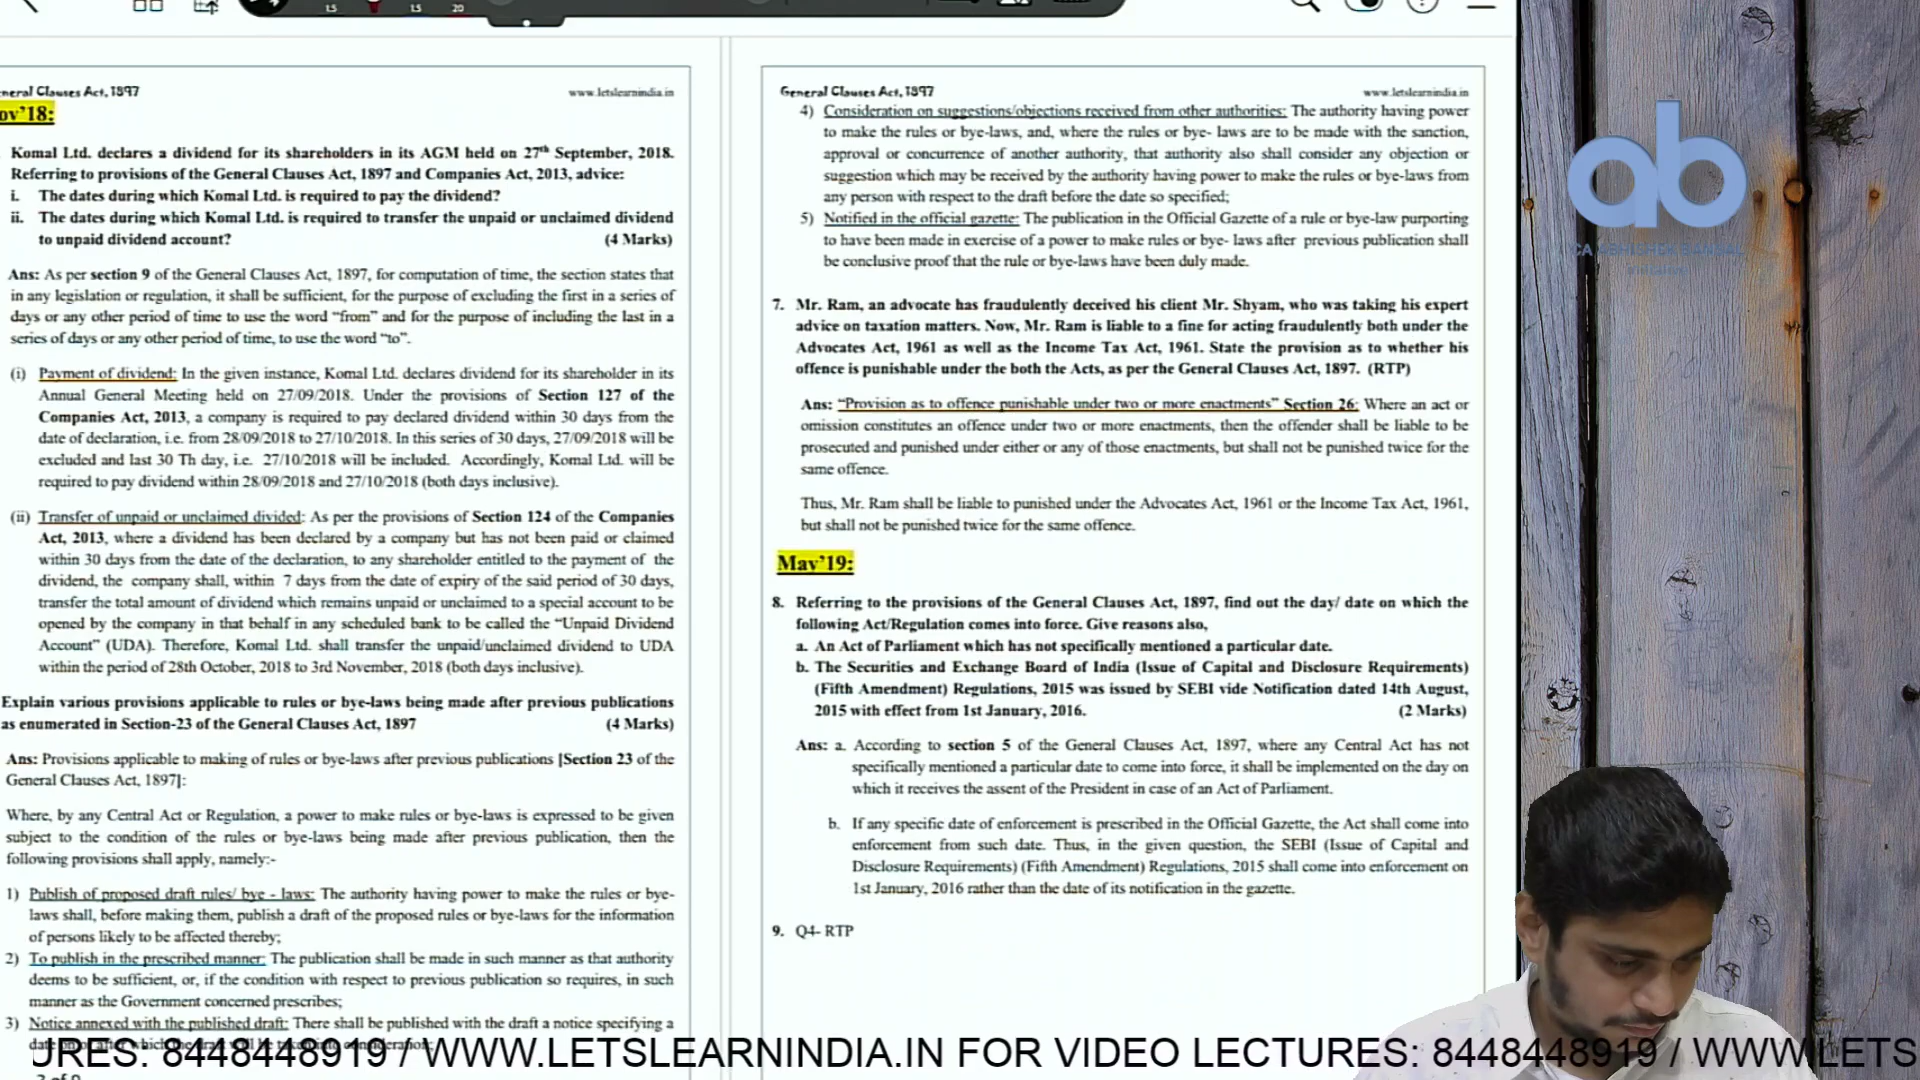 1.5
1.5
20
neral Clauses Act, 1897
www.letslearnindia.in
ov’18:
Komal Ltd. declares a dividend for its shareholders in its AGM held on 27th September, 2018.
Referring to provisions of the General Clauses Act, 1897 and Companies Act, 2013, advice:
i. The dates during which Komal Ltd. is required to pay the dividend?
ii. The dates during which Komal Ltd. is required to transfer the unpaid or unclaimed dividend
to unpaid dividend account? (4 Marks)
Ans: As per section 9 of the General Clauses Act, 1897, for computation of time, the section states that
in any legislation or regulation, it shall be sufficient, for the purpose of excluding the first in a series of
days or any other period of time to use the word “from” and for the purpose of including the last in a
series of days or any other period of time, to use the word “to”.
(i) Payment of dividend: In the given instance, Komal Ltd. declares dividend for its shareholder in its
Annual General Meeting held on 27/09/2018. Under the provisions of Section 127 of the
Companies Act, 2013, a company is required to pay declared dividend within 30 days from the
date of declaration, i.e. from 28/09/2018 to 27/10/2018. In this series of 30 days, 27/09/2018 will be
excluded and last 30 Th day, i.e. 27/10/2018 will be included. Accordingly, Komal Ltd. will be
required to pay dividend within 28/09/2018 and 27/10/2018 (both days inclusive).
(ii) Transfer of unpaid or unclaimed divided: As per the provisions of Section 124 of the Companies
Act, 2013, where a dividend has been declared by a company but has not been paid or claimed
within 30 days from the date of the declaration, to any shareholder entitled to the payment of the
dividend, the company shall, within 7 days from the date of expiry of the said period of 30 days,
transfer the total amount of dividend which remains unpaid or unclaimed to a special account to be
opened by the company in that behalf in any scheduled bank to be called the “Unpaid Dividend
Account” (UDA). Therefore, Komal Ltd. shall transfer the unpaid/unclaimed dividend to UDA
within the period of 28th October, 2018 to 3rd November, 2018 (both days inclusive).
Explain various provisions applicable to rules or bye-laws being made after previous publications
as enumerated in Section-23 of the General Clauses Act, 1897 (4 Marks)
Ans: Provisions applicable to making of rules or bye-laws after previous publications [Section 23 of the
General Clauses Act, 1897]:
Where, by any Central Act or Regulation, a power to make rules or bye-laws is expressed to be given
subject to the condition of the rules or bye-laws being made after previous publication, then the
following provisions shall apply, namely:-
1) Publish of proposed draft rules/ bye - laws: The authority having power to make the rules or bye-
laws shall, before making them, publish a draft of the proposed rules or bye-laws for the information
of persons likely to be affected thereby;
2) To publish in the prescribed manner: The publication shall be made in such manner as that authority
deems to be sufficient, or, if the condition with respect to previous publication so requires, in such
manner as the Government concerned prescribes;
3) Notice annexed with the published draft: There shall be published with the draft a notice specifying a
date on or after which the draft will be taken into consideration;
General Clauses Act, 1897
www.letslearnindia.in
4) Consideration on suggestions/objections received from other authorities: The authority having power
to make the rules or bye-laws, and, where the rules or bye- laws are to be made with the sanction,
approval or concurrence of another authority, that authority also shall consider any objection or
suggestion which may be received by the authority having power to make the rules or bye-laws from
any person with respect to the draft before the date so specified;
5) Notified in the official gazette: The publication in the Official Gazette of a rule or bye-law purporting
to have been made in exercise of a power to make rules or bye- laws after previous publication shall
be conclusive proof that the rule or bye-laws have been duly made.
7. Mr. Ram, an advocate has fraudulently deceived his client Mr. Shyam, who was taking his expert
advice on taxation matters. Now, Mr. Ram is liable to a fine for acting fraudulently both under the
Advocates Act, 1961 as well as the Income Tax Act, 1961. State the provision as to whether his
offence is punishable under the both the Acts, as per the General Clauses Act, 1897. (RTP)
Ans: “Provision as to offence punishable under two or more enactments” Section 26: Where an act or
omission constitutes an offence under two or more enactments, then the offender shall be liable to be
prosecuted and punished under either or any of those enactments, but shall not be punished twice for the
same offence.
Thus, Mr. Ram shall be liable to punished under the Advocates Act, 1961 or the Income Tax Act, 1961,
but shall not be punished twice for the same offence.
May’19:
8. Referring to the provisions of the General Clauses Act, 1897, find out the day/ date on which the
following Act/Regulation comes into force. Give reasons also,
a. An Act of Parliament which has not specifically mentioned a particular date.
b. The Securities and Exchange Board of India (Issue of Capital and Disclosure Requirements)
(Fifth Amendment) Regulations, 2015 was issued by SEBI vide Notification dated 14th August,
2015 with effect from 1st January, 2016. (2 Marks)
Ans: a. According to section 5 of the General Clauses Act, 1897, where any Central Act has not
specifically mentioned a particular date to come into force, it shall be implemented on the day on
which it receives the assent of the President in case of an Act of Parliament.
b. If any specific date of enforcement is prescribed in the Official Gazette, the Act shall come into
enforcement from such date. Thus, in the given question, the SEBI (Issue of Capital and
Disclosure Requirements) (Fifth Amendment) Regulations, 2015 shall come into enforcement on
1st January, 2016 rather than the date of its notification in the gazette.
9. Q4- RTP
ab
URES: 8448448919 / WWW.LETSLEARNINDIA.IN FOR VIDEO LECTURES: 8448448919 / WWW.LETS